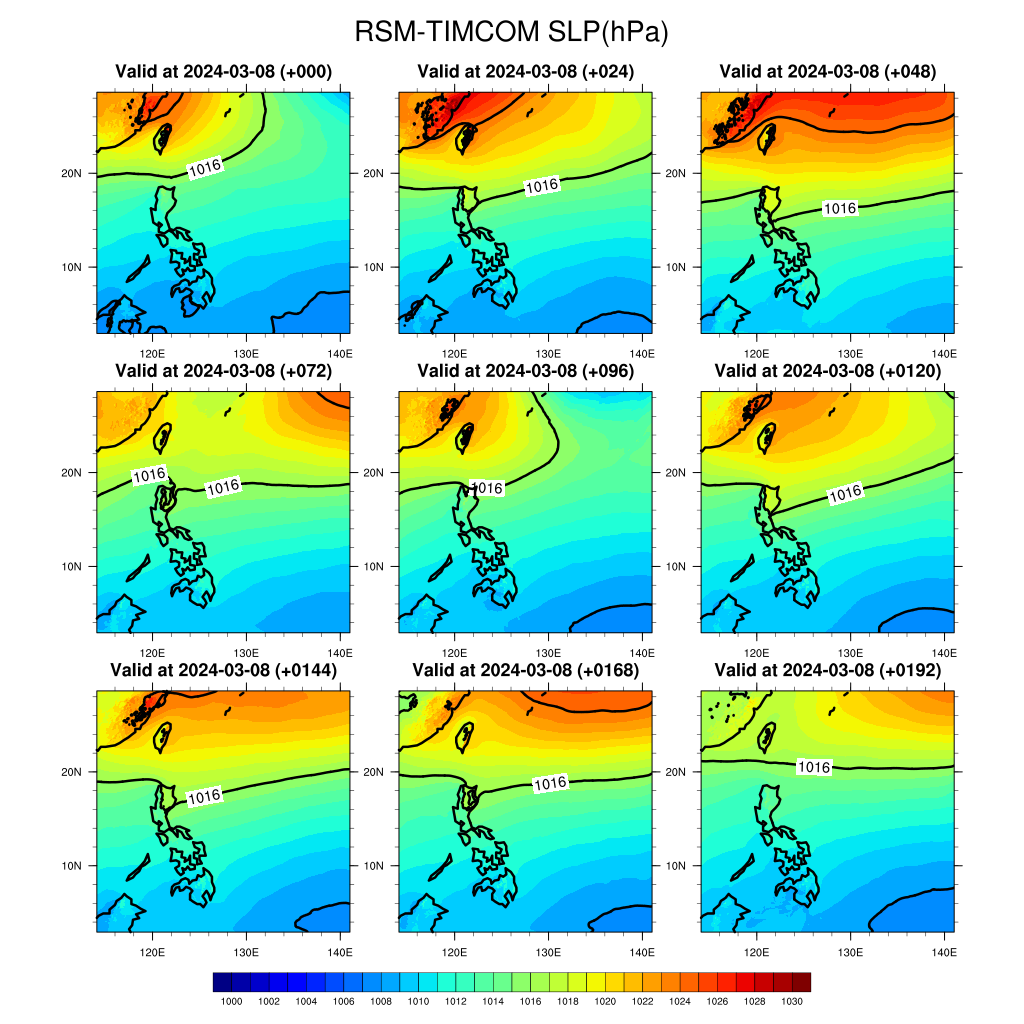 RSM-TIMCOM SLP(hPa)
Valid at 2024-03-08 (+000) Valid at 2024-03-08 (+024) Valid at 2024-03-08 (+048)
1016 1016 1016
20N 20N 20N
10N 10N 10N
120E 130E 140E 120E 130E 140E 120E 130E 140E
Valid at 2024-03-08 (+072) Valid at 2024-03-08 (+096) Valid at 2024-03-08 (+0120)
1016 1016 1016 1016
20N 20N 20N
10N 10N 10N
120E 130E 140E 120E 130E 140E 120E 130E 140E
Valid at 2024-03-08 (+0144) Valid at 2024-03-08 (+0168) Valid at 2024-03-08 (+0192)
1016 1016 1016
20N 20N 20N
10N 10N 10N
120E 130E 140E 120E 130E 140E 120E 130E 140E
1000 1002 1004 1006 1008 1010 1012 1014 1016 1018 1020 1022 1024 1026 1028 1030